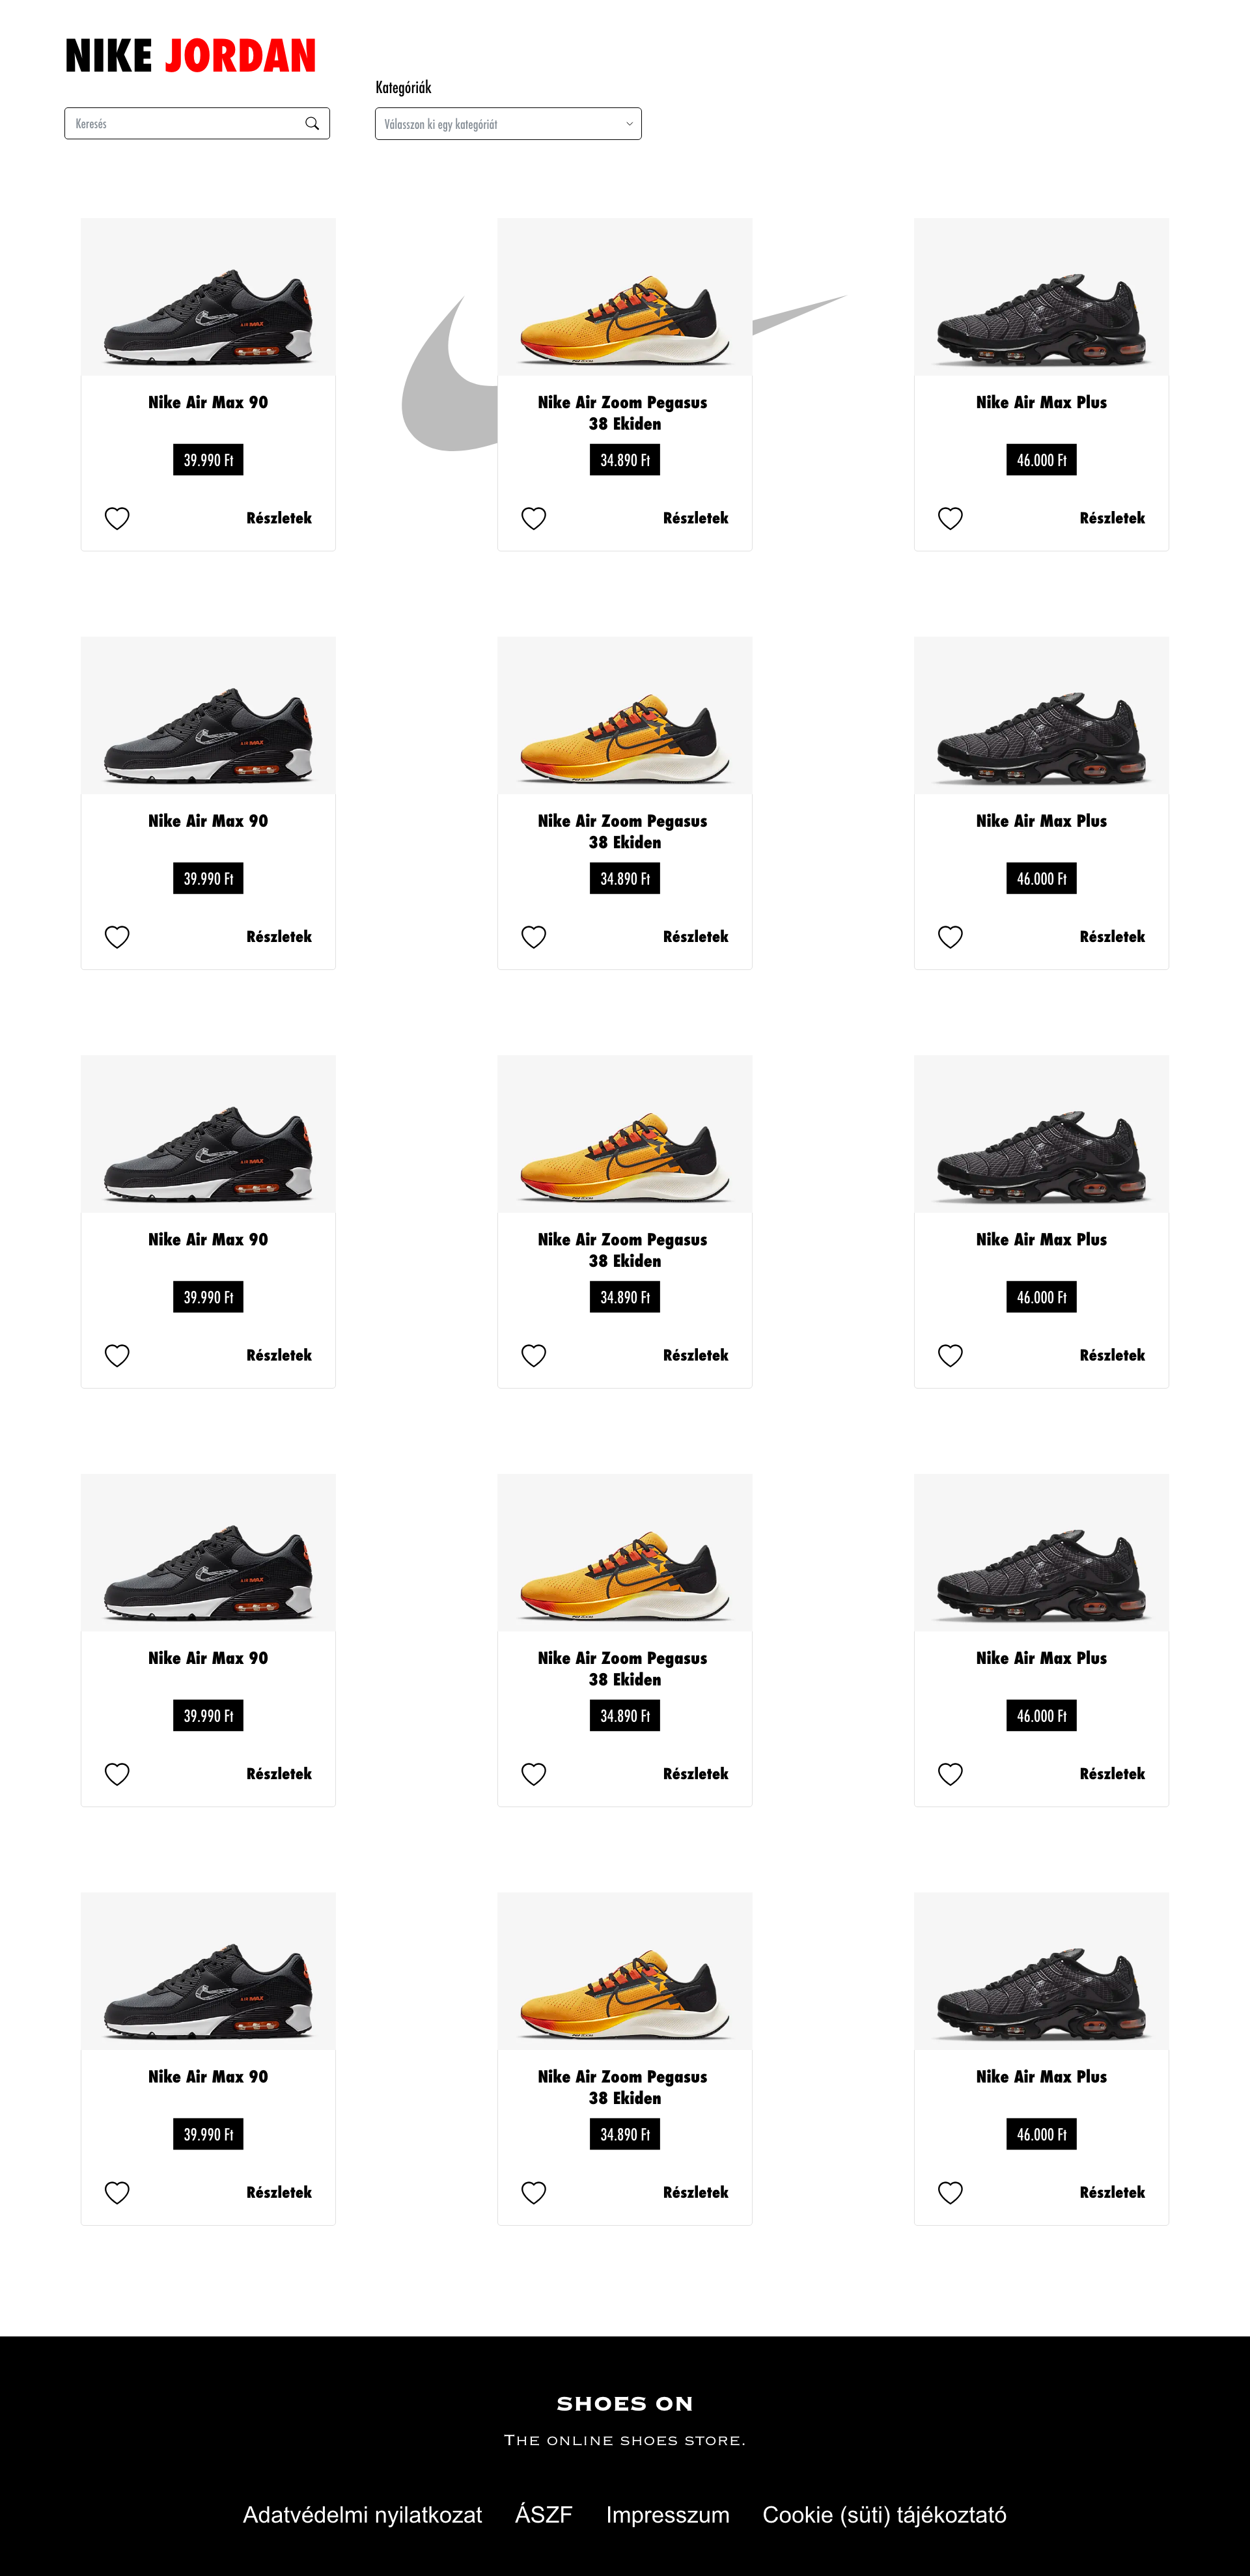 NIKE JORDAN
Kategóriák
Keresés
Válasszon ki egy kategóriát
Nike Air Max 90
Nike Air Zoom Pegasus
38 Ekiden
Nike Air Max Plus
39.990 Ft
34.890 Ft
46.000 Ft
Részletek
Részletek
Részletek
Nike Air Max 90
Nike Air Zoom Pegasus
38 Ekiden
Nike Air Max Plus
39.990 Ft
34.890 Ft
46.000 Ft
Részletek
Részletek
Részletek
Nike Air Max 90
Nike Air Zoom Pegasus
38 Ekiden
Nike Air Max Plus
39.990 Ft
34.890 Ft
46.000 Ft
Részletek
Részletek
Részletek
Nike Air Max 90
Nike Air Zoom Pegasus
38 Ekiden
Nike Air Max Plus
39.990 Ft
34.890 Ft
46.000 Ft
Részletek
Részletek
Részletek
Nike Air Max 90
Nike Air Zoom Pegasus
38 Ekiden
Nike Air Max Plus
39.990 Ft
34.890 Ft
46.000 Ft
Részletek
Részletek
Részletek
SHOES ON
THE ONLINE SHOES STORE.
Adatvédelmi nyilatkozat ÁSZF Impresszum Cookie (süti) tájékoztató